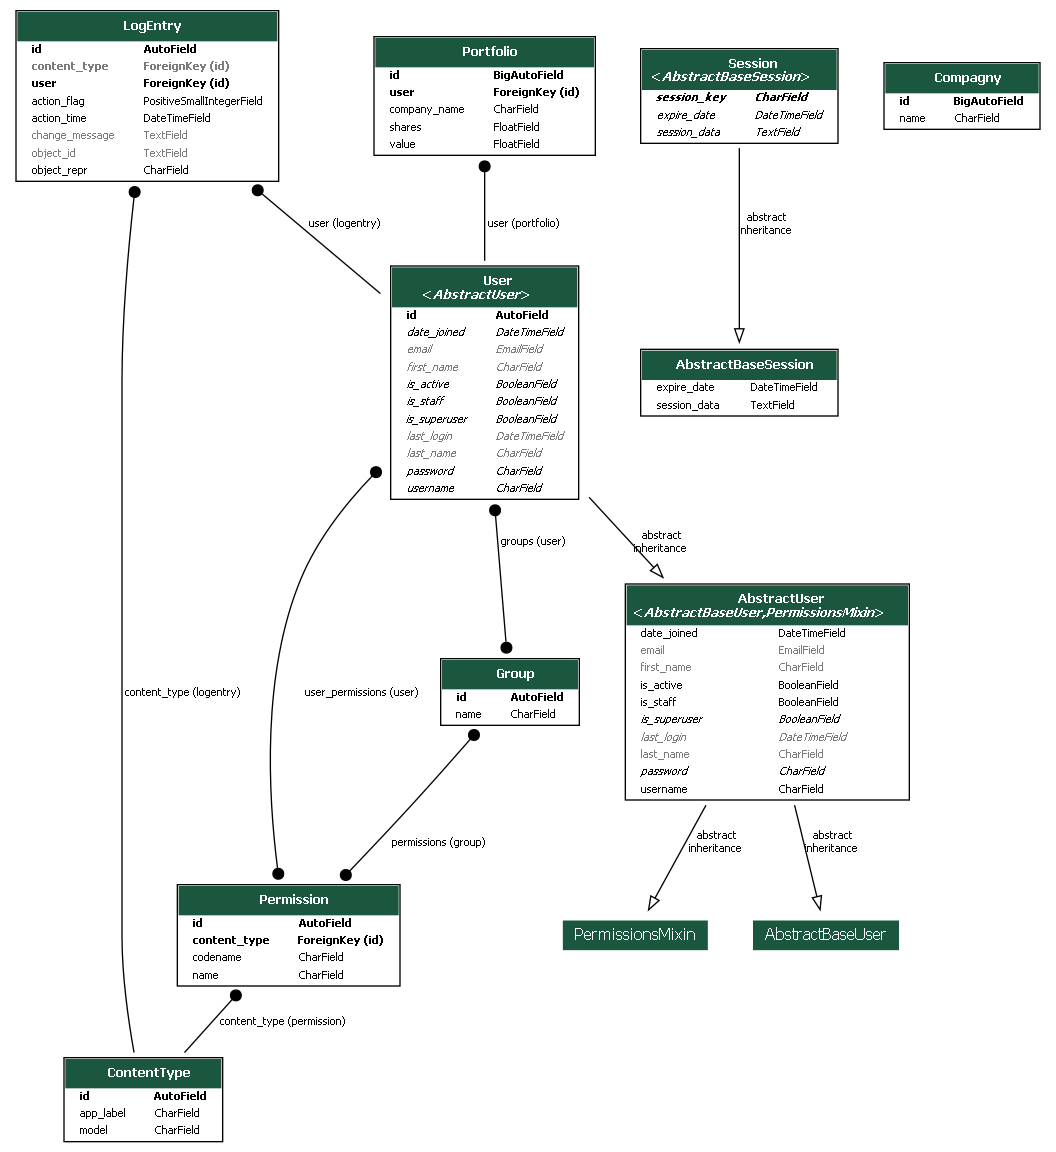 LogEntry
id AutoField
content_type ForeignKey (id)
user ForeignKey (id)
action_flag PositiveSmallIntegerField
action_time DateTimeField
change_message TextField
object_id TextField
object_repr CharField
Portfolio
id BigAutoField
user ForeignKey (id)
company_name CharField
shares FloatField
value FloatField
Session
<AbstractBaseSession>
session_key CharField
expire_date DateTimeField
session_data TextField
Compagny
id BigAutoField
name CharField
user (logentry)
user (portfolio)
abstract
nheritance
User
<AbstractUser>
id AutoField
date_joined DateTimeField
email EmailField
first_name CharField
is_active BooleanField
is_staff BooleanField
is_superuser BooleanField
last_login DateTimeField
last_name CharField
password CharField
username CharField
AbstractBaseSession
expire_date DateTimeField
session_data TextField
groups (user)
abstract
inheritance
AbstractUser
<AbstractBaseUser,PermissionsMixin>
date_joined DateTimeField
email EmailField
first_name CharField
is_active BooleanField
is_staff BooleanField
is_superuser BooleanField
last_login DateTimeField
last_name CharField
password CharField
username CharField
content_type (logentry)
user_permissions (user)
Group
id AutoField
name CharField
permissions (group)
abstract
inheritance
abstract
inheritance
PermissionsMixin
AbstractBaseUser
Permission
id AutoField
content_type ForeignKey (id)
codename CharField
name CharField
content_type (permission)
ContentType
id AutoField
app_label CharField
model CharField